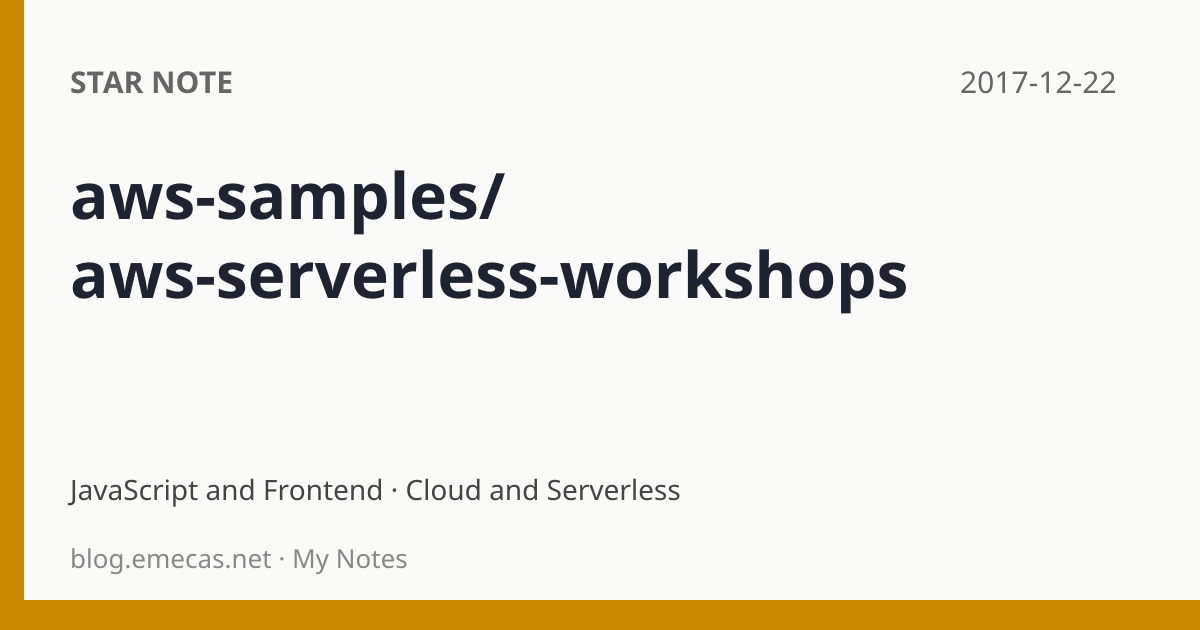 STAR NOTE
2017-12-22
aws-samples/
aws-serverless-workshops
JavaScript and Frontend · Cloud and Serverless
blog.emecas.net · My Notes